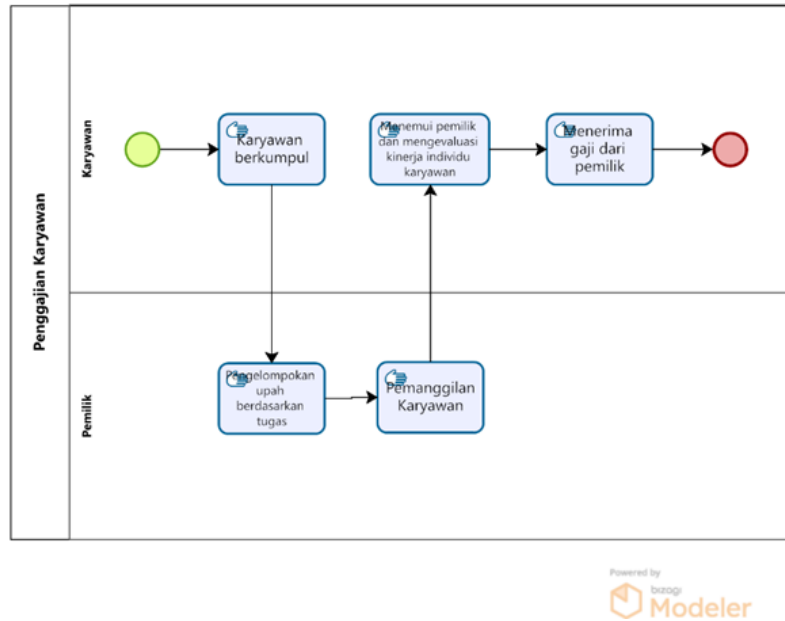 Penggajian Karyawan
Karyawan
Karyawan
berkumpul
Menemui pemilik
dan mengevaluasi
kinerja individu
karyawan
Menerima
gaji dari
pemilik
Pemilik
Pengelompokan
upah
berdasarkan
tugas
Pemanggilan
Karyawan
Powered by
bizagi
Modeler